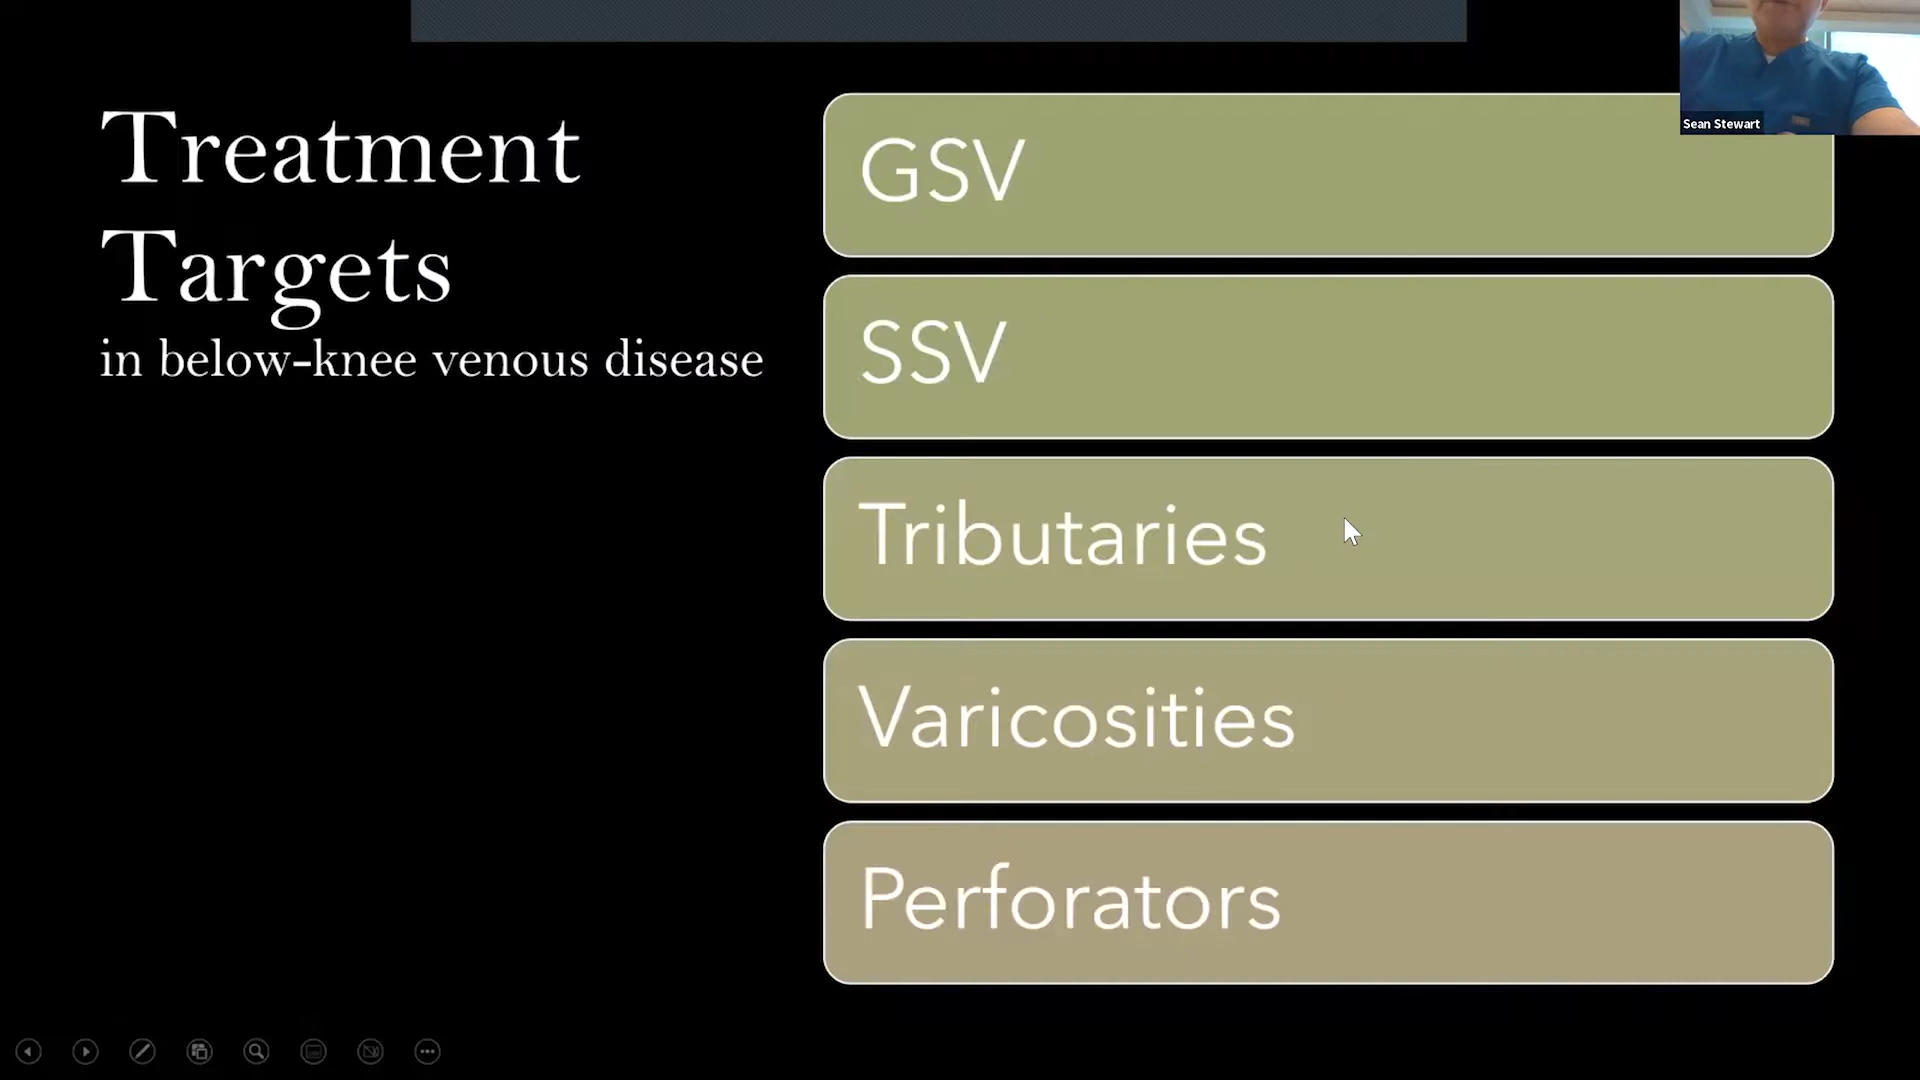 Treatment
Targets
in below-knee venous disease
GSV
SSV
Tributaries
Varicosities
Perforators
Sean Stewart